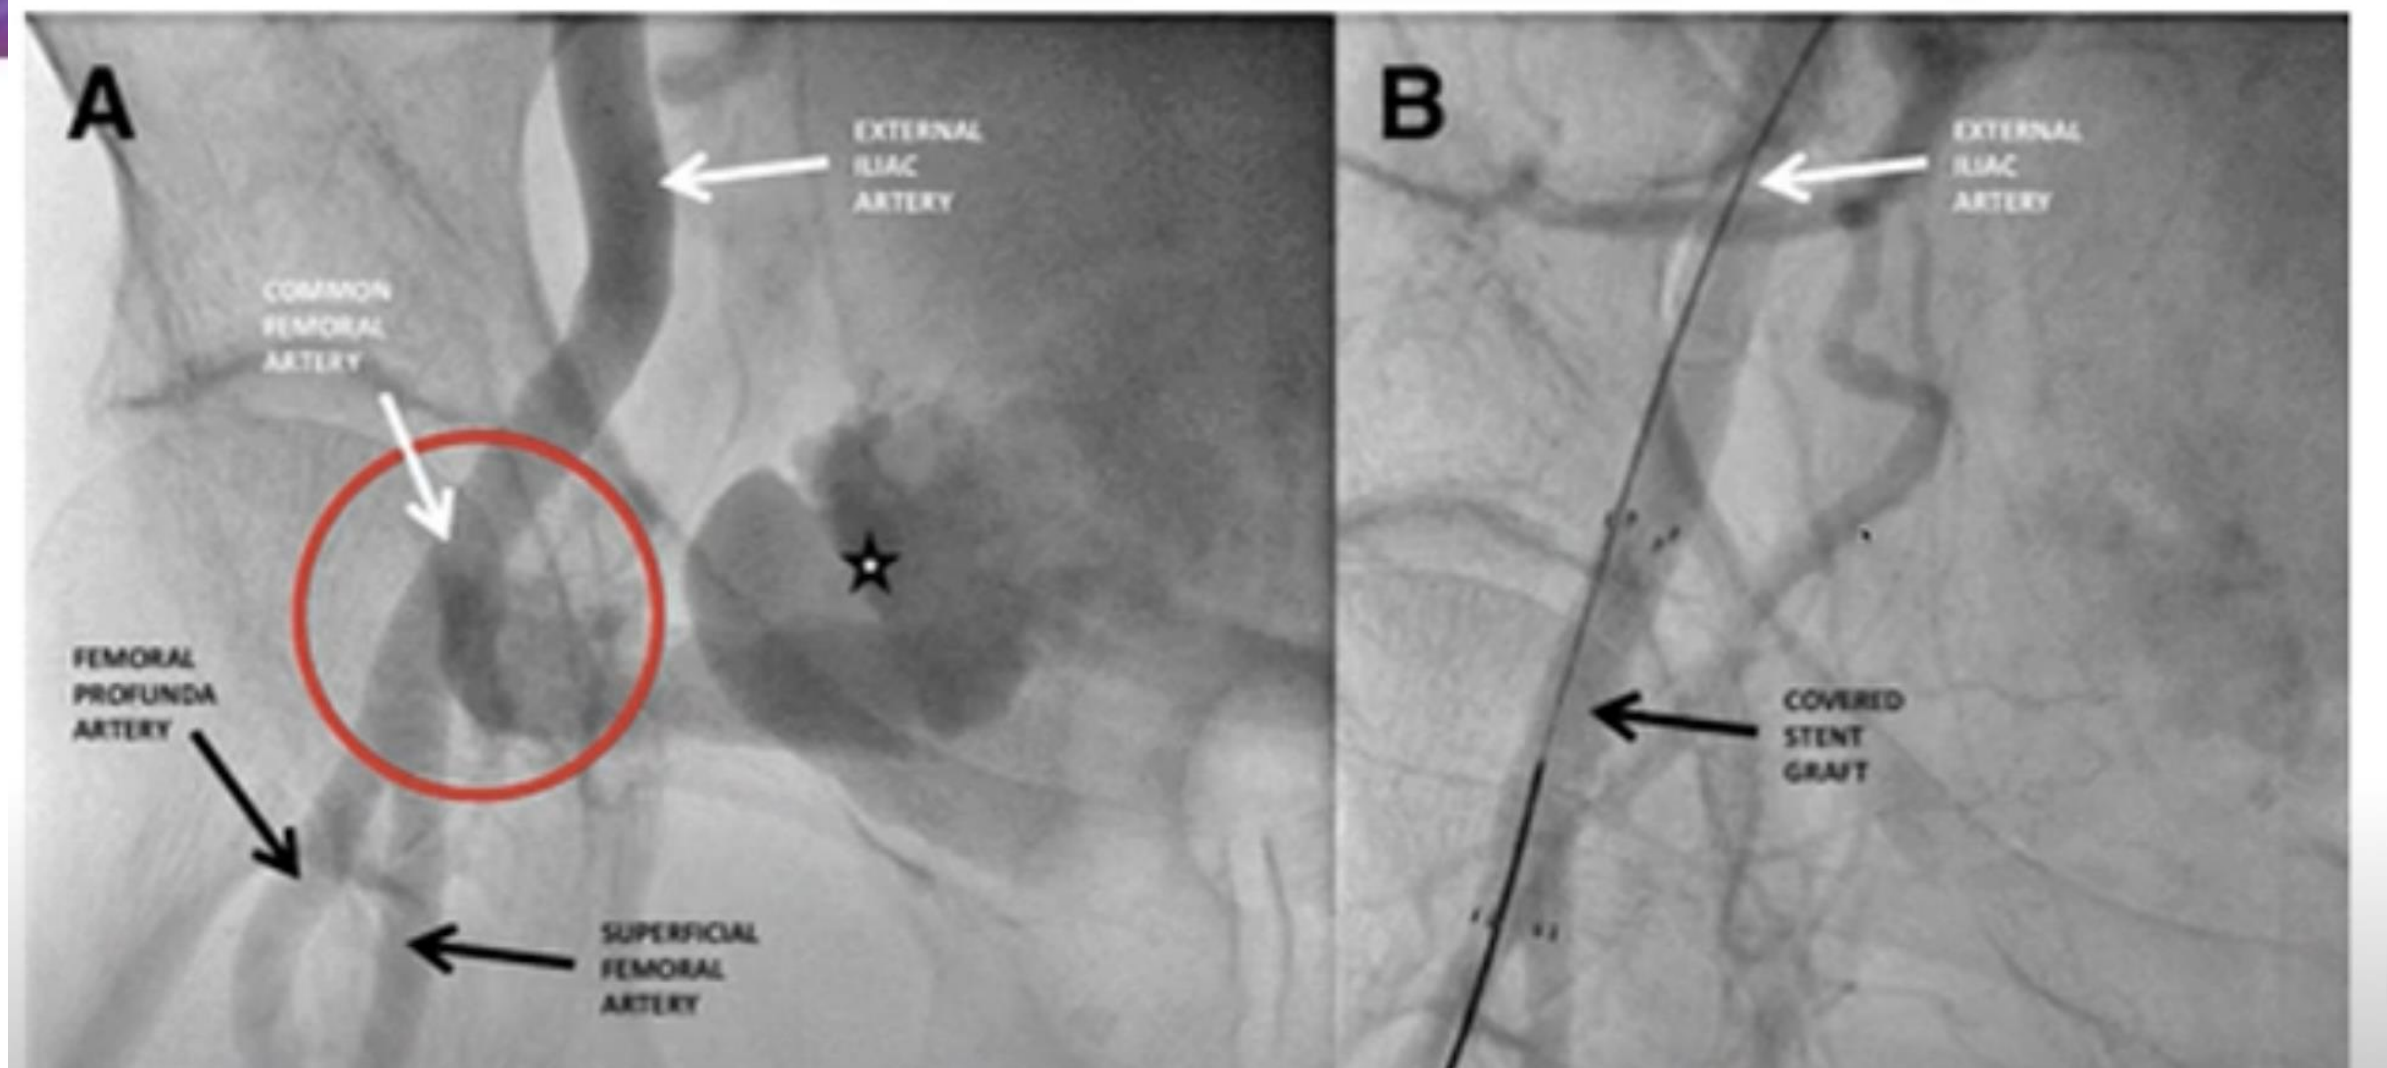 A
EXTERNAL
ILIAC
ARTERY
COMMON
FEMORAL
ARTERY
FEMORAL
PROFUNDA
ARTERY
SUPERFICIAL
FEMORAL
ARTERY
B
EXTERNAL
ILIAC
ARTERY
COVERED
STENT
GRAFT